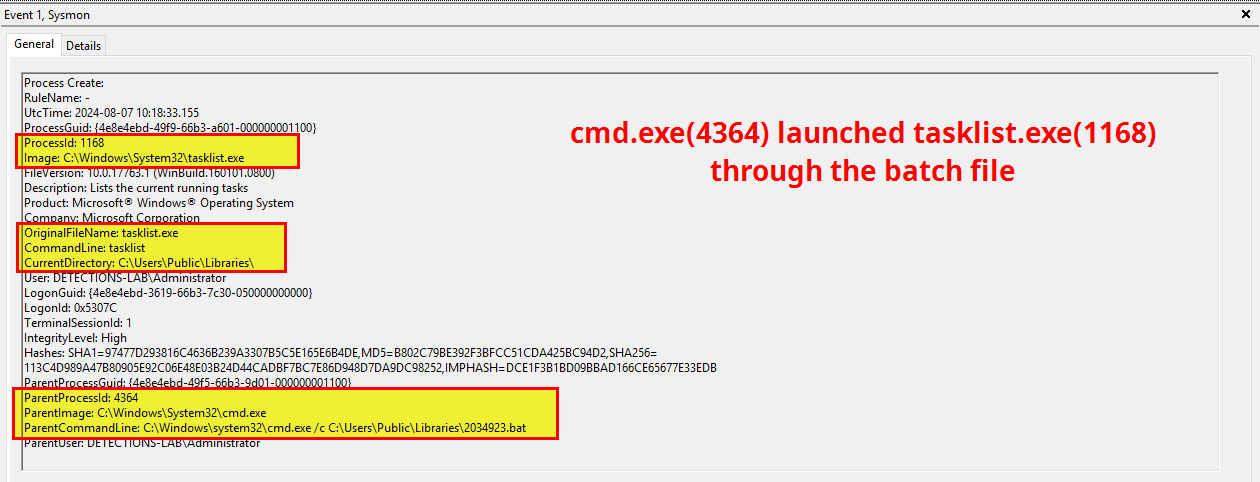 Event 1, Sysmon
General Details
Process Create:
RuleName: -
UtcTime: 2024-08-07 10:18:33.155
ProcessGuid: {4e8e4ebd-49f9-66b3-a601-000000001100}
ProcessId: 1168
Image: C:\Windows\System32\tasklist.exe
FileVersion: 10.0.17763.1 (WinBuild.160101.0800)
Description: Lists the current running tasks
Product: Microsoft® Windows® Operating System
Company: Microsoft Corporation
OriginalFileName: tasklist.exe
CommandLine: tasklist
CurrentDirectory: C:\Users\Public\Libraries\
User: DETECTIONS-LAB\Administrator
LogonGuid: {4e8e4ebd-3619-66b3-7c30-050000000000}
LogonId: 0x5307C
TerminalSessionId: 1
IntegrityLevel: High
Hashes: SHA1=97477D293816C4636B239A3307B5C5E165E6B4DE,MD5=B802C79BE392F3BFCC51CDA425BC94D2,SHA256=
113C4D989A47B80905E92C06E48E03B24D44CADBF7BC7E86D948D7DA9DC98252,IMPHASH=DCE1F3B1BD09BBAD166CE65677E33EDB
ParentProcessGuid: {4e8e4ebd-49f5-66b3-9d01-000000001100}
ParentProcessId: 4364
ParentImage: C:\Windows\System32\cmd.exe
ParentCommandLine: C:\Windows\system32\cmd.exe /c C:\Users\Public\Libraries\2034923.bat
ParentUser: DETECTIONS-LAB\Administrator
cmd.exe(4364) launched tasklist.exe(1168)
through the batch file